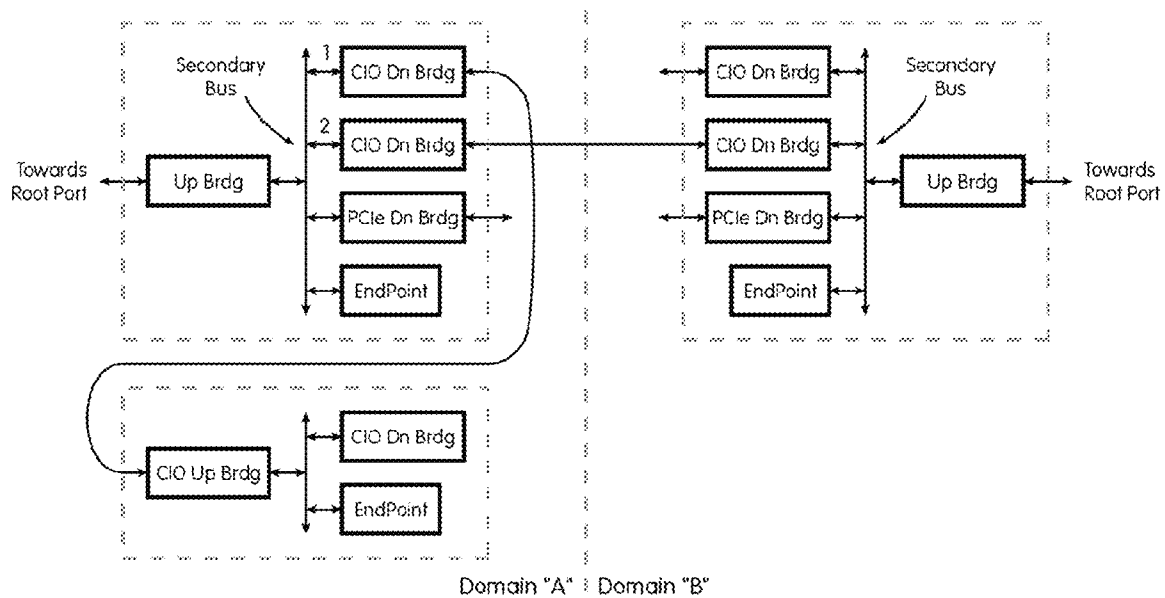 1
CIO Dn Brdg
Secondary
Bus
2
CIO Dn Brdg
Towards
Root Port
Up Brdg
PCIe Dn Brdg
EndPoint
CIO Dn Brdg
Secondary
Bus
CIO Dn Brdg
Up Brdg
Towards
Root Port
PCIe Dn Brdg
EndPoint
CIO Dn Brdg
CIO Up Brdg
EndPoint
Domain "A"
Domain "B"